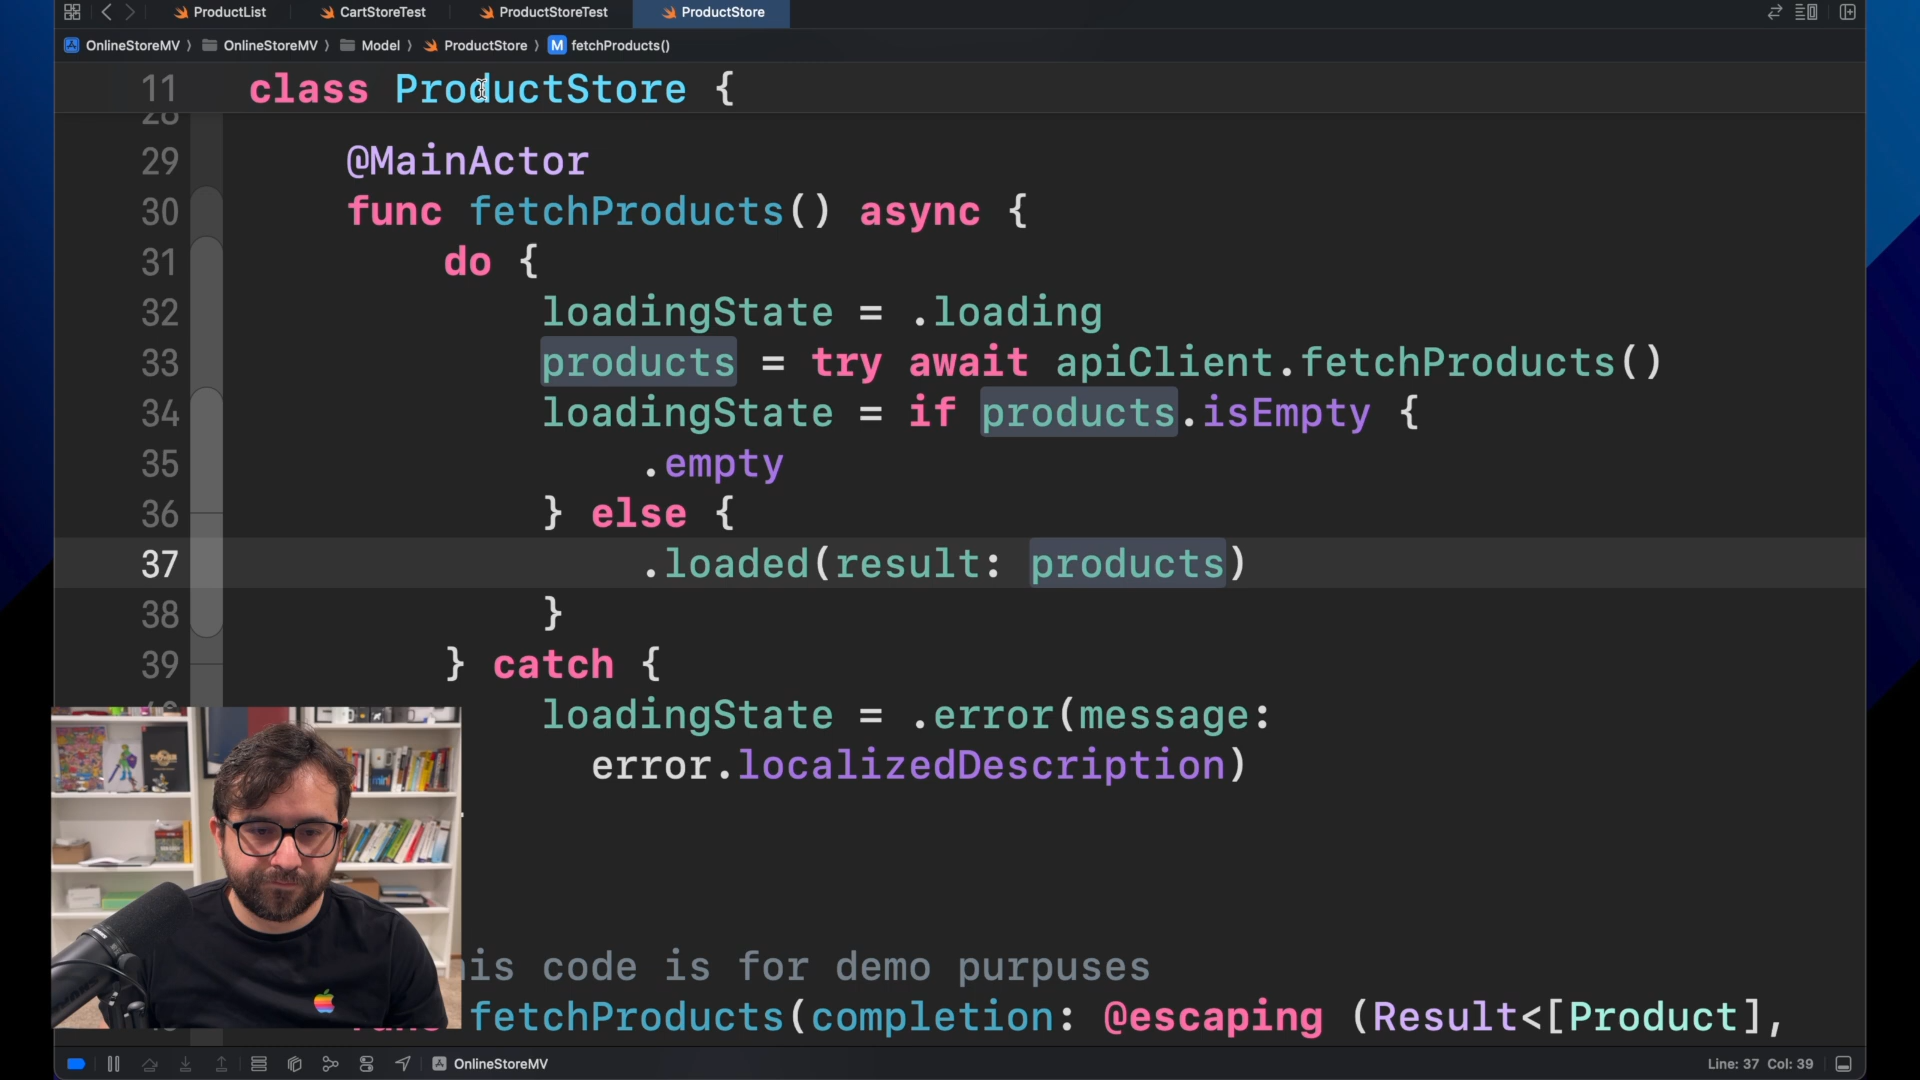 ProductList CartStoreTest ProductStoreTest ProductStore
OnlineStoreMV OnlineStoreMV Model ProductStore M fetchProducts()
11 class ProductStore {
28
29 @MainActor
30 func fetchProducts() async {
31 do {
32 loadingState = .loading
33 products = try await apiClient.fetchProducts()
34 loadingState = if products.isEmpty {
35 .empty
36 } else {
37 .loaded(result: products)
38 }
39 } catch {
loadingState = .error(message:
error.localizedDescription)
is code is for demo purpuses
fetchProducts(completion: @escaping (Result<[Product],
OnlineStoreMV Line: 37 Col: 39